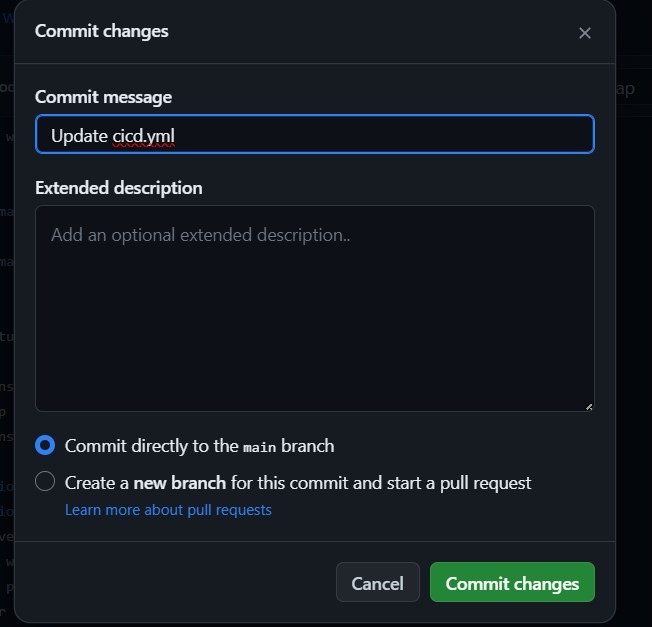 Commit changes
Commit message
Update cicd.yml
Extended description
Add an optional extended description..
Commit directly to the main branch
Create a new branch for this commit and start a pull request
Learn more about pull requests
Cancel
Commit changes